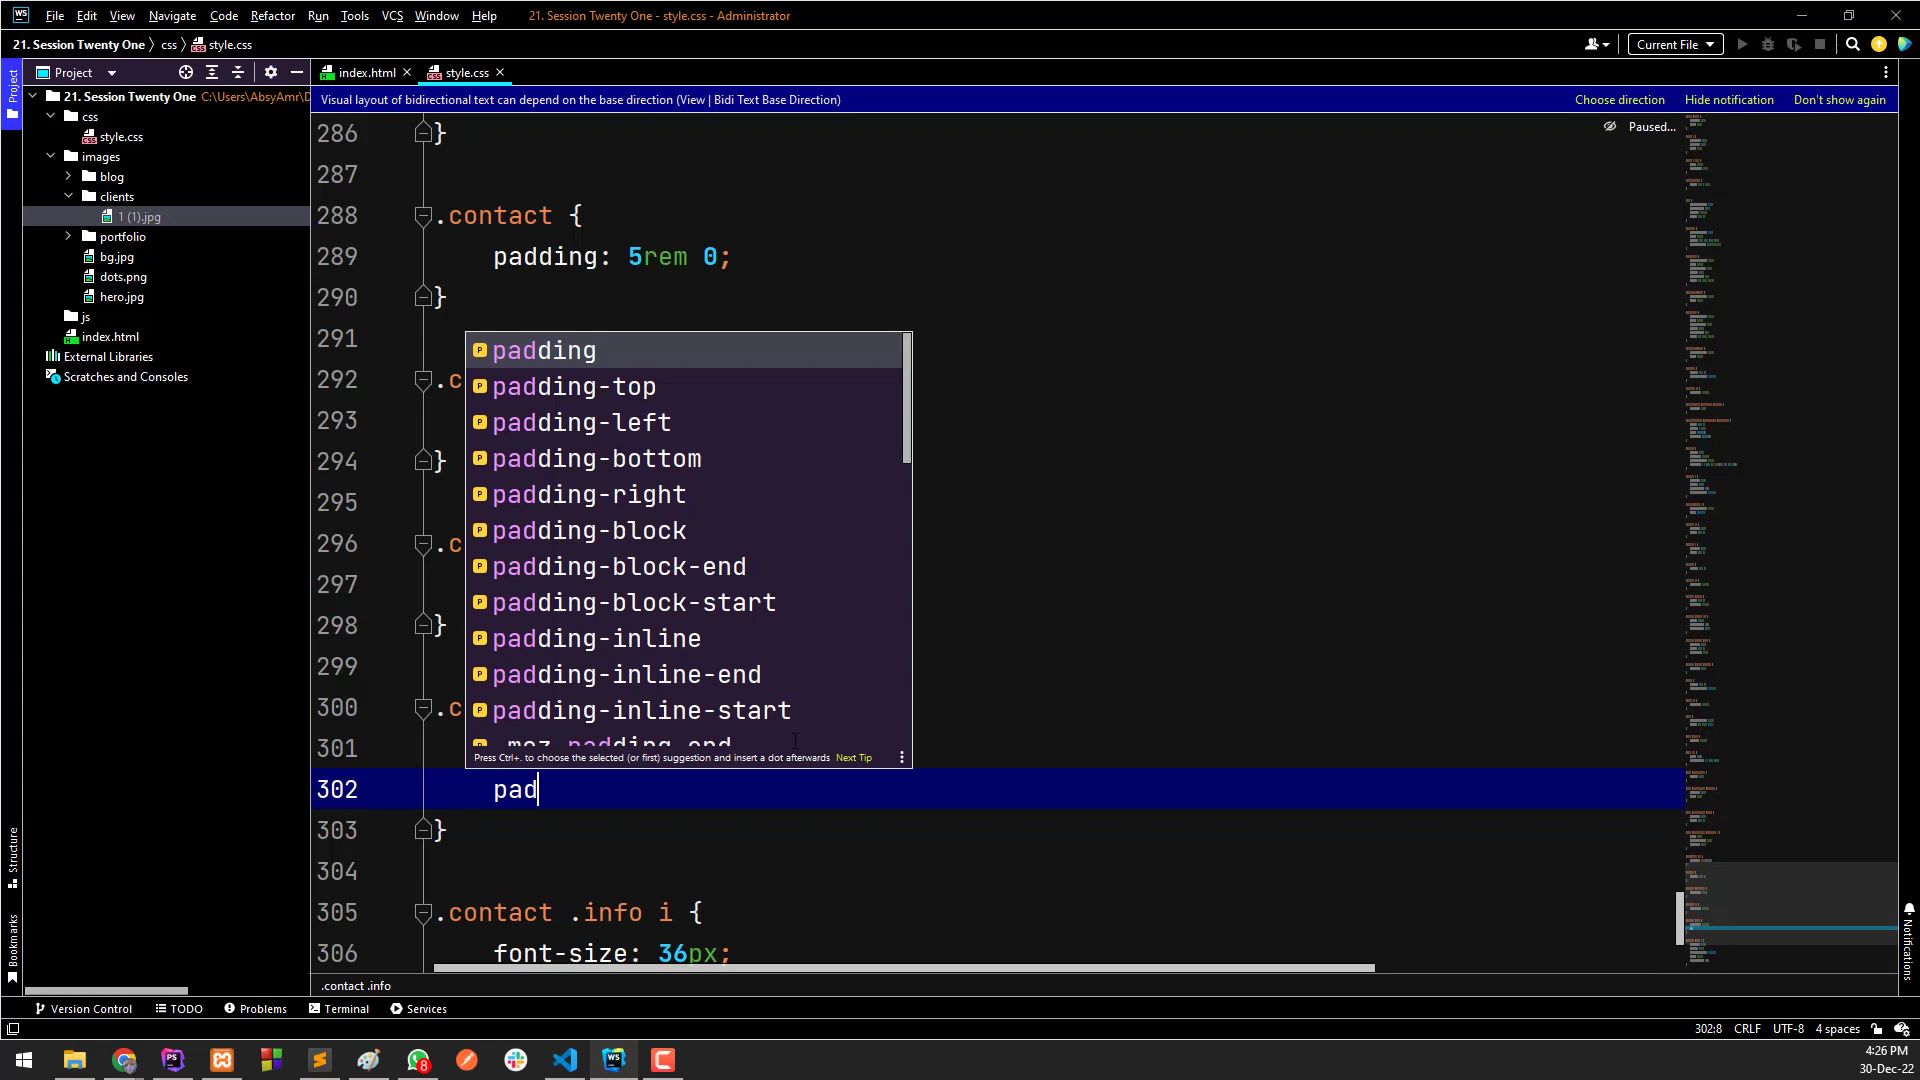 File Edit View Navigate Code Refactor Run Tools VCS Window Help 21. Session Twenty One - style.css - Administrator
21. Session Twenty One css style.css Current File
Project index.html style.css
Project
21. Session Twenty One C:\Users\AbsyAmr\D
Visual layout of bidirectional text can depend on the base direction (View | Bidi Text Base Direction) Choose direction Hide notification Don't show again
css
style.css
images
blog
clients
1 (1).jpg
portfolio
bg.jpg
dots.png
hero.jpg
js
index.html
External Libraries
Scratches and Consoles
Paused...
286 }
287
288 .contact {
289 padding: 5rem 0;
290 }
291
292 .c
293
294 }
295
296 .c
297
298 }
299
300 .c
301
302 pad
303 }
304
305 .contact .info i {
306 font-size: 36px;
padding
padding-top
padding-left
padding-bottom
padding-right
padding-block
padding-block-end
padding-block-start
padding-inline
padding-inline-end
padding-inline-start
Press Ctrl+. to choose the selected (or first) suggestion and insert a dot afterwards Next Tip
.contact .info
Structure
Bookmarks
Notifications
Version Control TODO Problems Terminal Services
302:8 CRLF UTF-8 4 spaces
PS 8 WS
4:26 PM
30-Dec-22